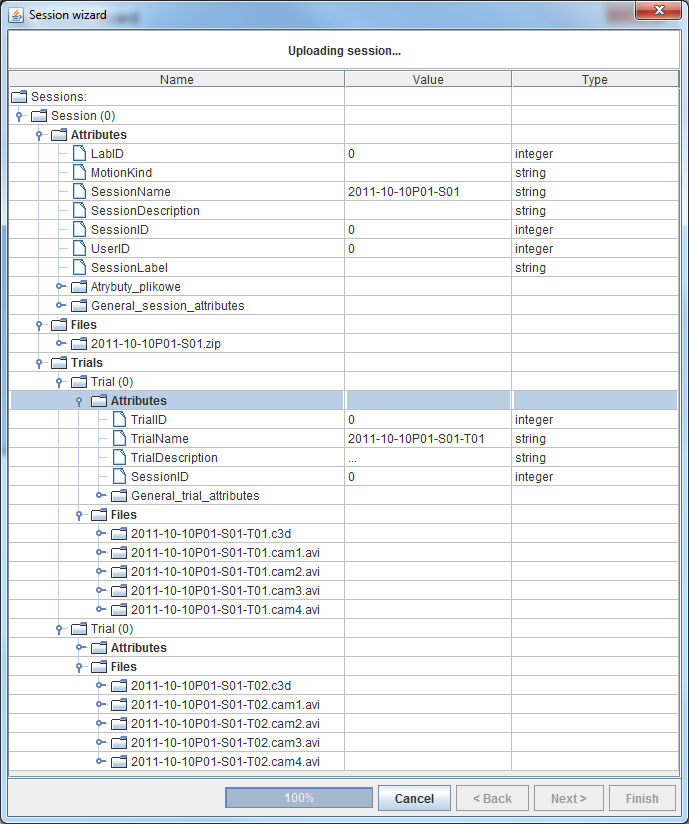 Session wizard
Uploading session...
Name Value Type
Sessions:
Session (0)
Attributes
LabID 0 integer
MotionKind string
SessionName 2011-10-10P01-S01 string
SessionDescription string
SessionID 0 integer
UserID 0 integer
SessionLabel string
Atrybuty_plikowe
General_session_attributes
Files
2011-10-10P01-S01.zip
Trials
Trial (0)
Attributes
TrialID 0 integer
TrialName 2011-10-10P01-S01-T01 string
TrialDescription ... string
SessionID 0 integer
General_trial_attributes
Files
2011-10-10P01-S01-T01.c3d
2011-10-10P01-S01-T01.cam1.avi
2011-10-10P01-S01-T01.cam2.avi
2011-10-10P01-S01-T01.cam3.avi
2011-10-10P01-S01-T01.cam4.avi
Trial (0)
Attributes
Files
2011-10-10P01-S01-T02.c3d
2011-10-10P01-S01-T02.cam1.avi
2011-10-10P01-S01-T02.cam2.avi
2011-10-10P01-S01-T02.cam3.avi
2011-10-10P01-S01-T02.cam4.avi
100% Cancel < Back Next > Finish